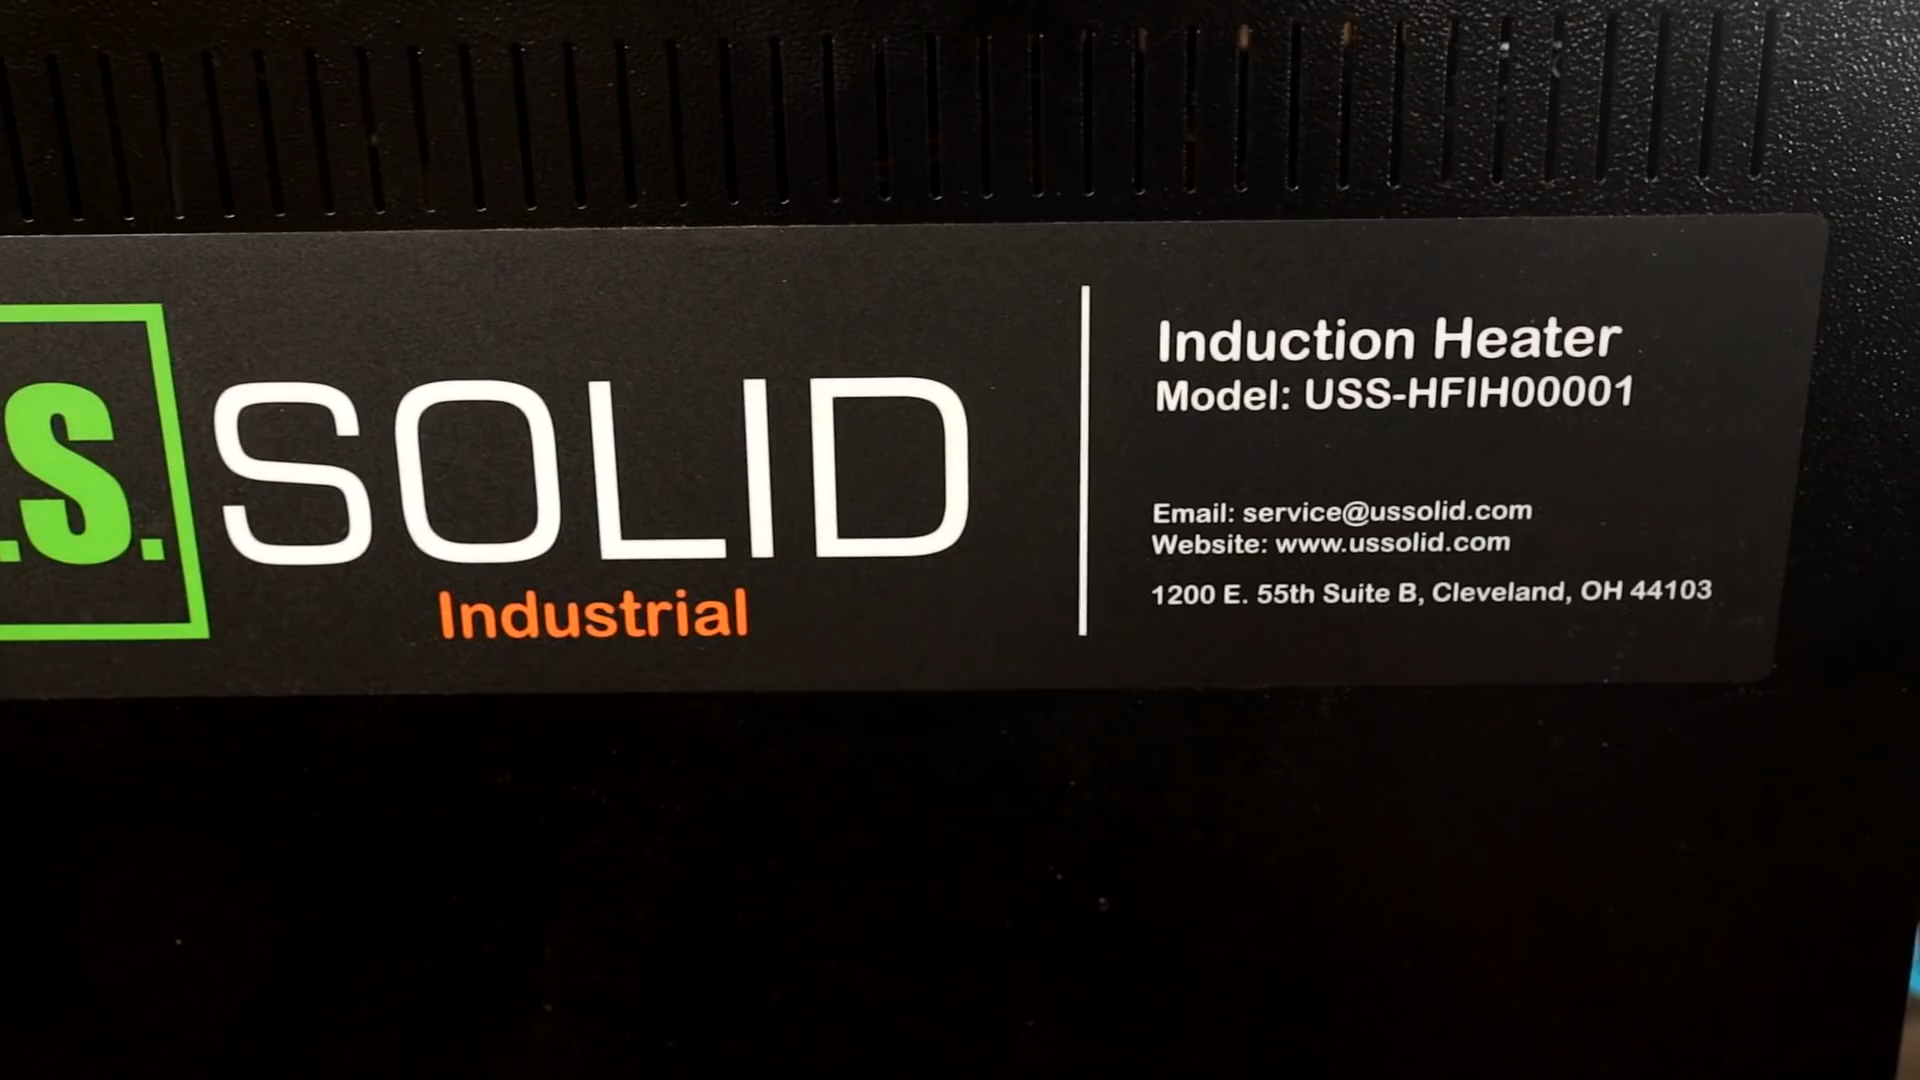 .S. SOLID
Industrial
Induction Heater
Model: USS-HFIH00001
Email: service@ussolid.com
Website: www.ussolid.com
1200 E. 55th Suite B, Cleveland, OH 44103